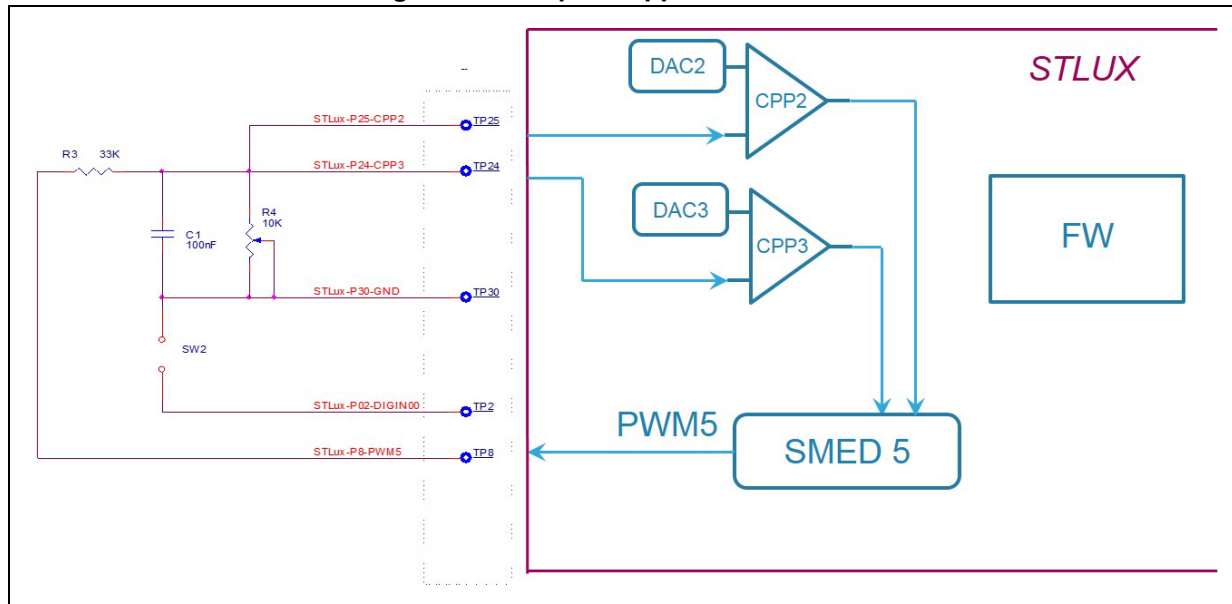 --
STLUX
DAC2
CPP2
STLux-P25-CPP2
TP25
R3 33K
STLux-P24-CPP3
TP24
DAC3
CPP3
FW
R4
10K
C1
100nF
STLux-P30-GND
TP30
SW2
STLux-P02-DIGIN00
TP2
PWM5
SMED 5
STLux-P8-PWM5
TP8